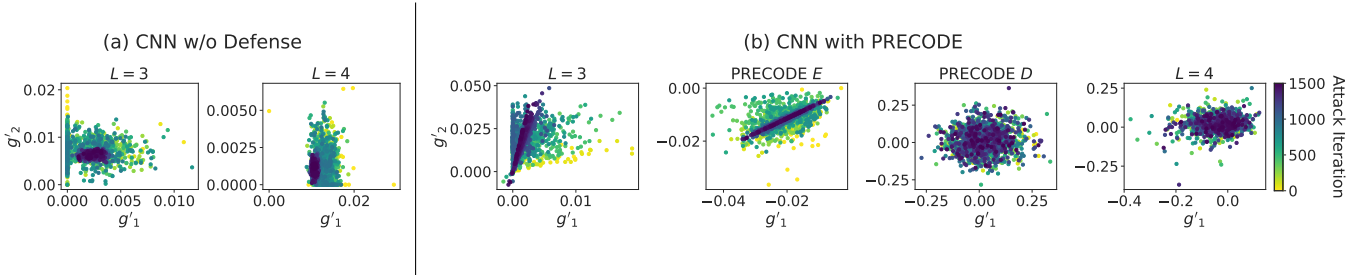 (a) CNN w/o Defense
L = 3
0.02
0.01
0.00
g'₂
0.000
0.005
0.010
g'₁
L = 4
0.0050
0.0025
0.0000
0.00
0.02
g'₁
(b) CNN with PRECODE
L = 3
0.050
0.025
0.000
g'₂
0.00
0.01
g'₁
PRECODE E
0.00
−0.01
−0.02
−0.04
−0.02
g'₁
PRECODE D
0.25
0.00
−0.25
−0.25
0.00
0.25
g'₁
L = 4
0.25
0.00
−0.25
−0.4
−0.2
0.0
g'₁
1500
1000
500
0
Attack Iteration